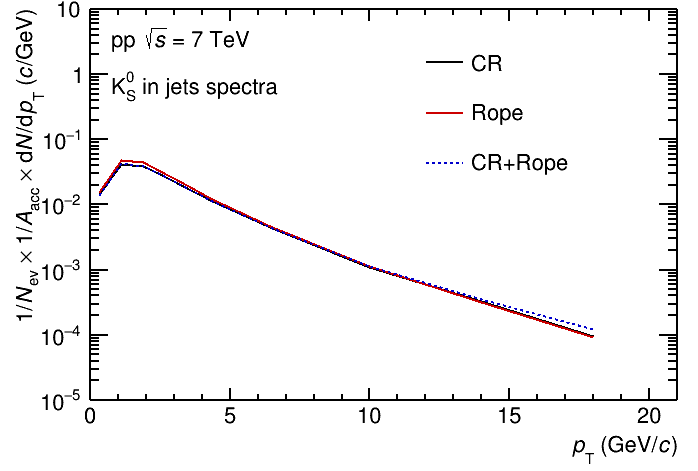 pp √s = 7 TeV
K⁰_S in jets spectra
CR
Rope
CR+Rope
1/N_ev × 1/A_acc × dN/dp_T (c/GeV)
10
1
10⁻¹
10⁻²
10⁻³
10⁻⁴
10⁻⁵
0 5 10 15 20
p_T (GeV/c)